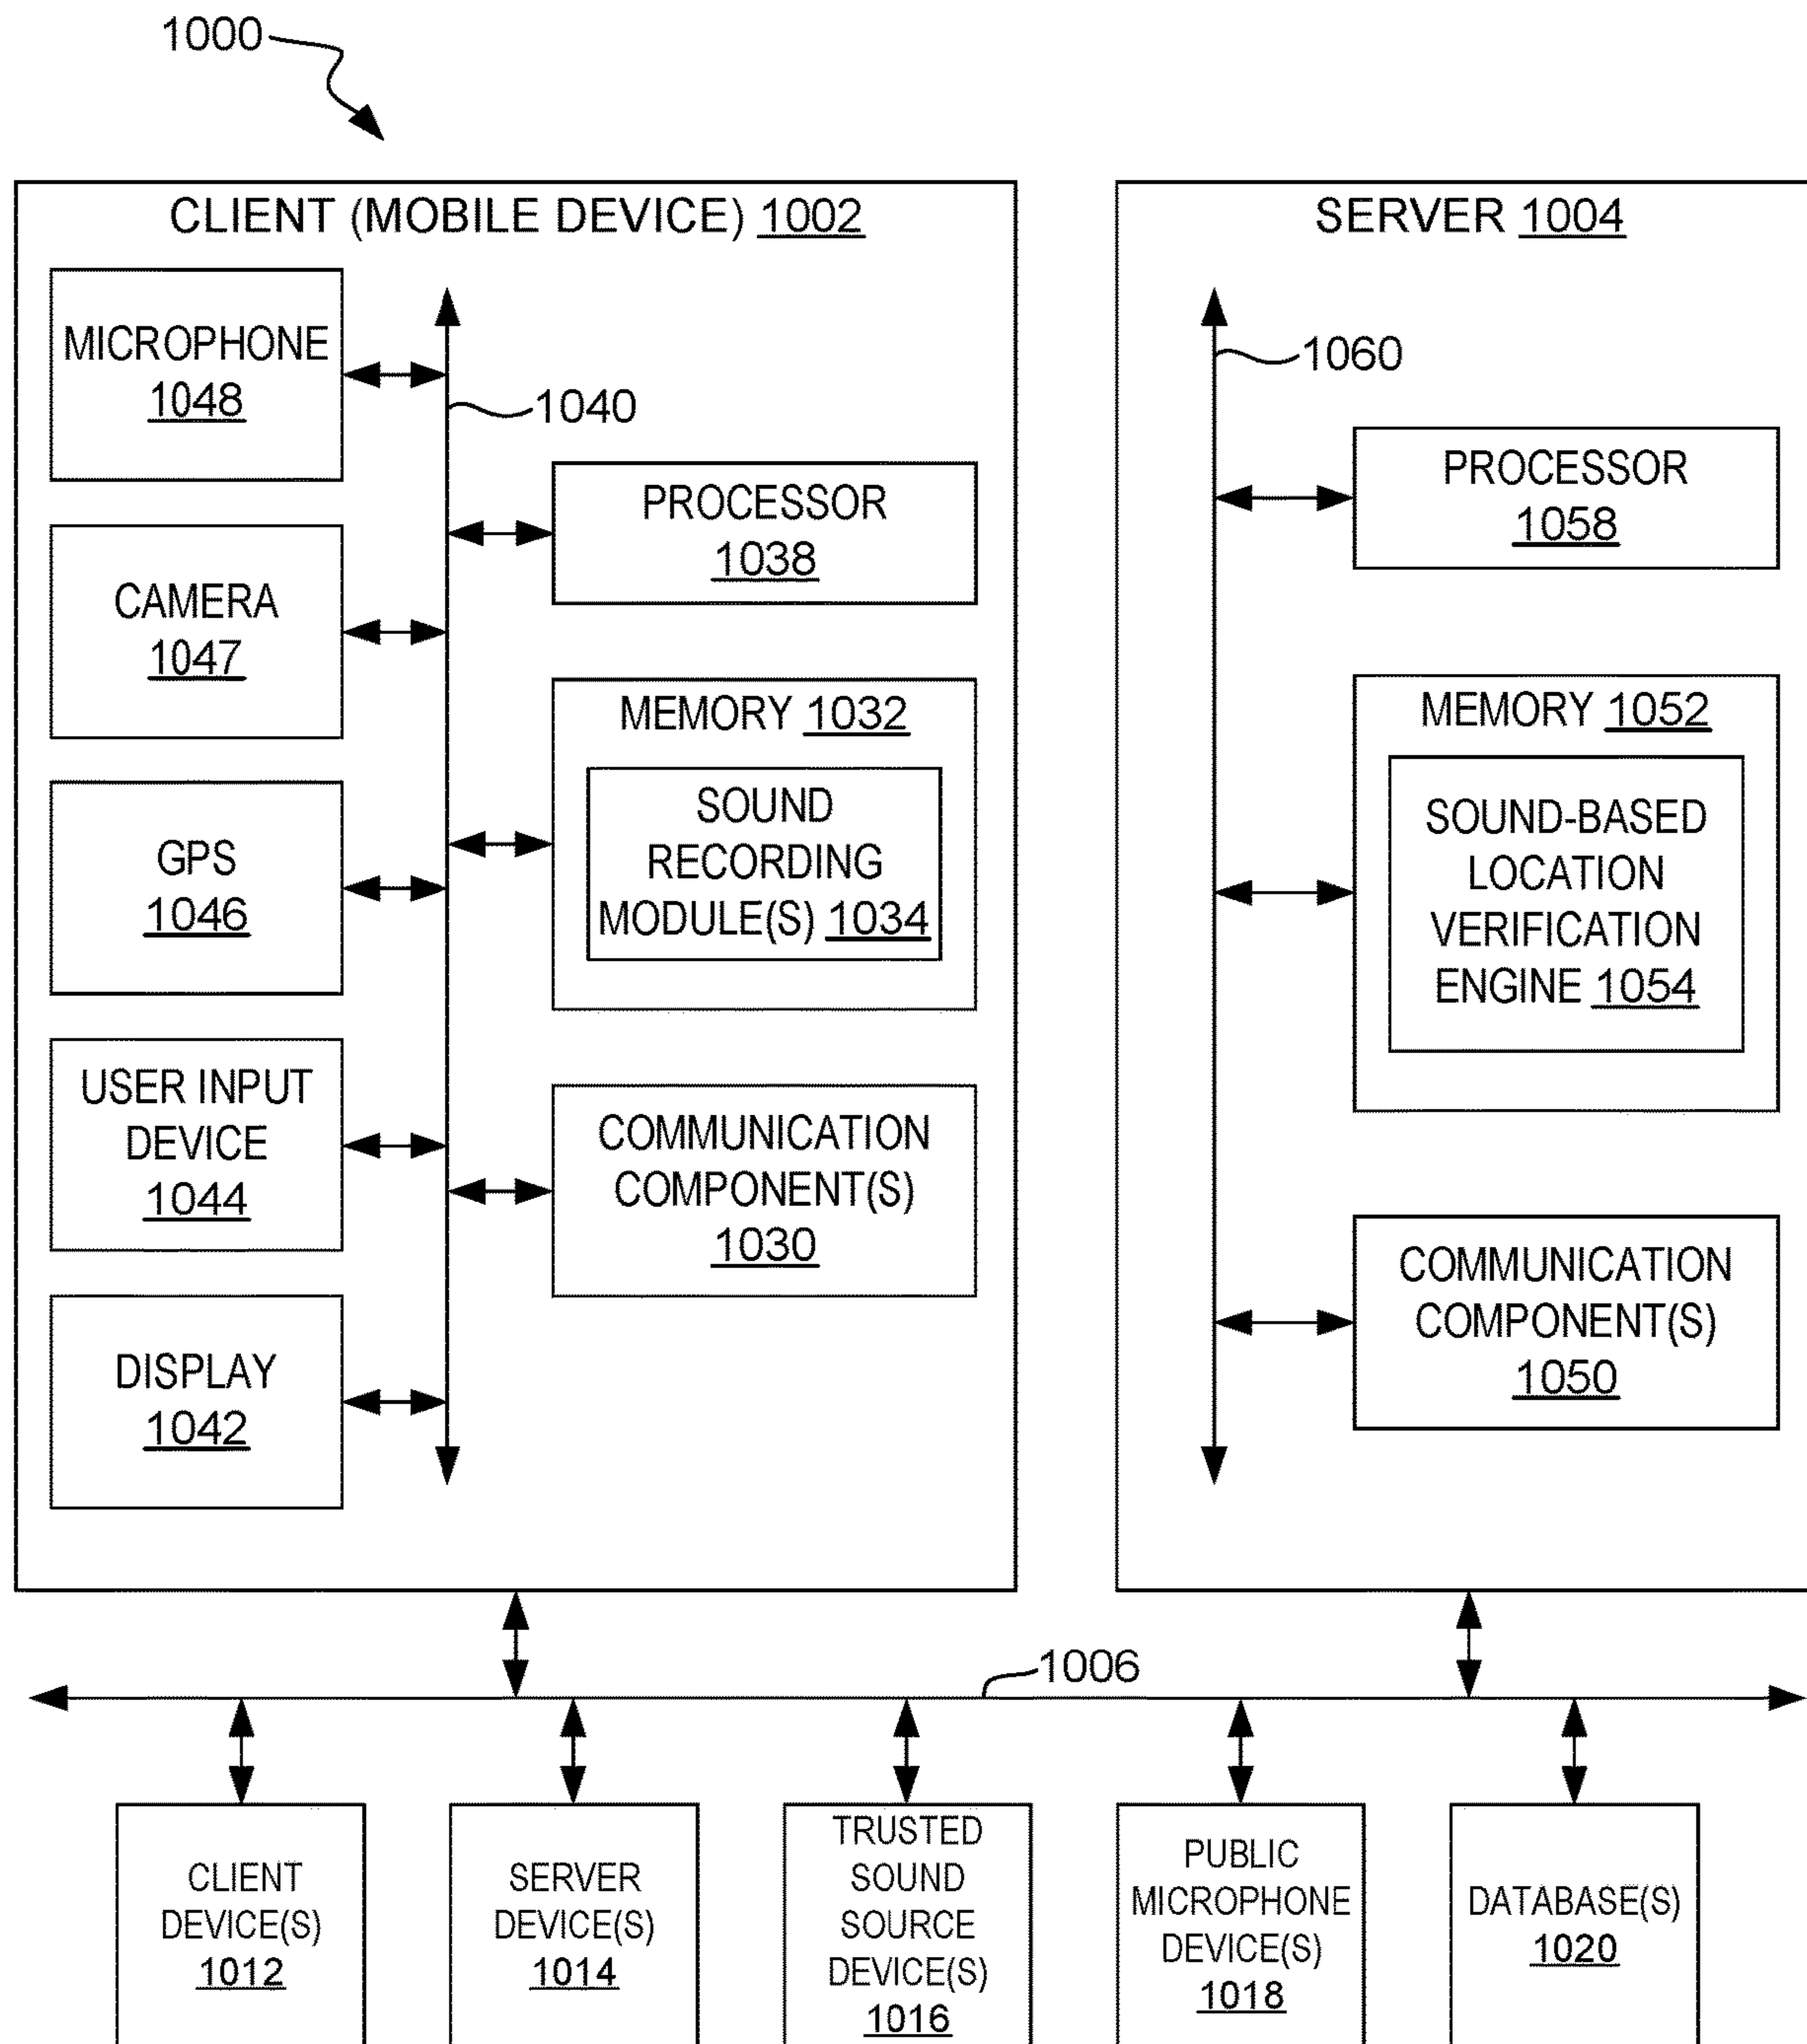 1000
CLIENT (MOBILE DEVICE) 1002
MICROPHONE
1048
1040
PROCESSOR
1038
CAMERA
1047
MEMORY 1032
SOUND
RECORDING
MODULE(S) 1034
GPS
1046
USER INPUT
DEVICE
1044
COMMUNICATION
COMPONENT(S)
1030
DISPLAY
1042
SERVER 1004
1060
PROCESSOR
1058
MEMORY 1052
SOUND-BASED
LOCATION
VERIFICATION
ENGINE 1054
COMMUNICATION
COMPONENT(S)
1050
1006
CLIENT
DEVICE(S)
1012
SERVER
DEVICE(S)
1014
TRUSTED
SOUND
SOURCE
DEVICE(S)
1016
PUBLIC
MICROPHONE
DEVICE(S)
1018
DATABASE(S)
1020